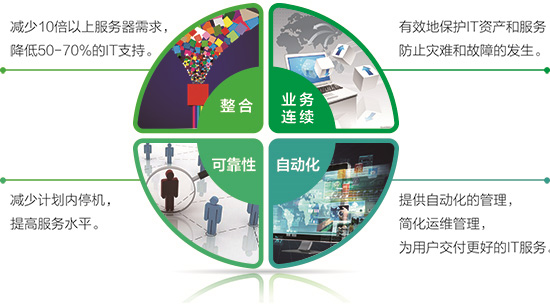 减少10倍以上服务器需求，
降低50-70%的IT支持。
有效地保护IT资产和服务
防止灾难和故障的发生。
整合
业务
连续
可靠性
自动化
减少计划内停机，
提高服务水平。
提供自动化的管理，
简化运维管理，
为用户交付更好的IT服务。